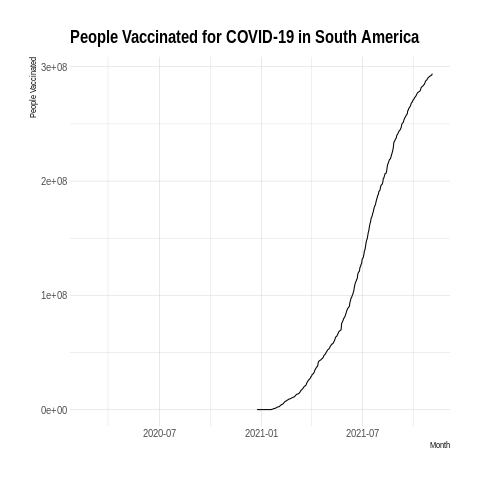 People Vaccinated for COVID-19 in South America
People Vaccinated
3e+08
2e+08
1e+08
0e+00
2020-07
2021-01
2021-07
Month